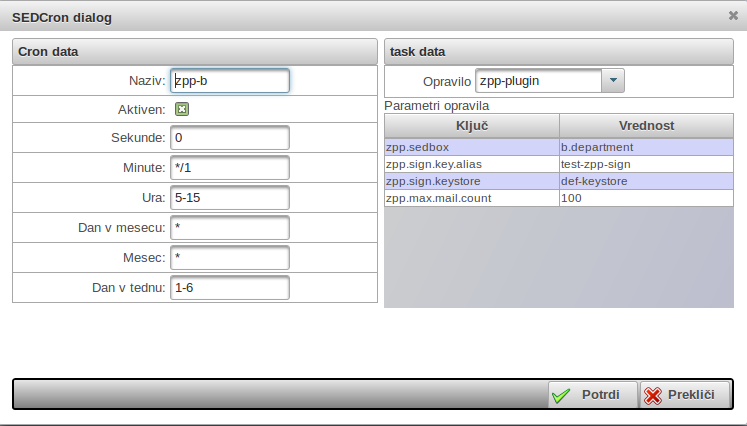 SEDCron dialog
Cron data
Naziv: zpp-b
Aktiven:
Sekunde: 0
Minute: */1
Ura: 5-15
Dan v mesecu: *
Mesec: *
Dan v tednu: 1-6
task data
Opravilo zpp-plugin
Parametri opravila
Ključ Vrednost
zpp.sedbox b.department
zpp.sign.key.alias test-zpp-sign
zpp.sign.keystore def-keystore
zpp.max.mail.count 100
Potrdi Prekliči